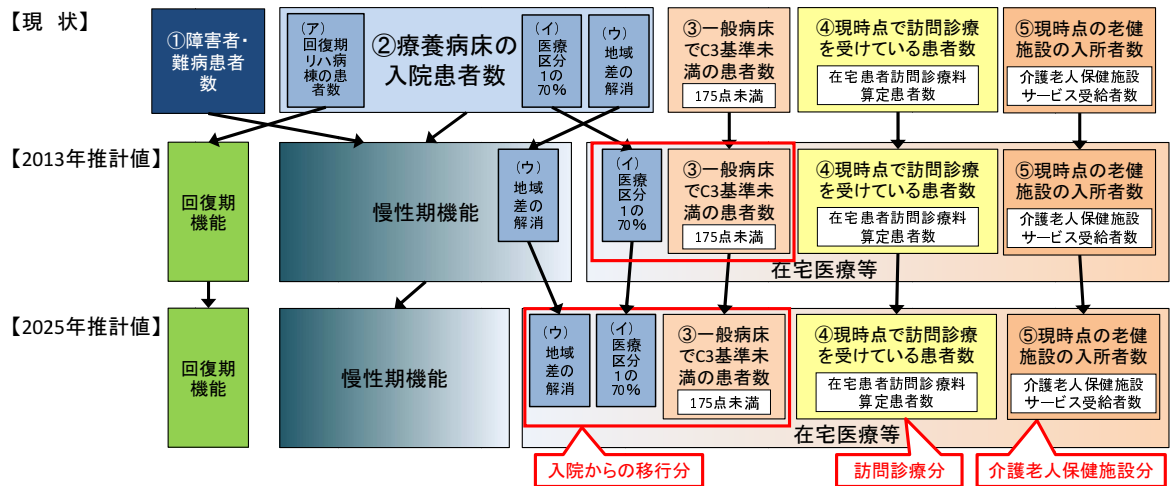 【現 状】
①障害者・
難病患者
数
②療養病床の
入院患者数
(ア)
回復期
リハ病
棟の患
者数
(イ)
医療
区分
1の
70%
(ウ)
地域
差の
解消
③一般病床
でC3基準未
満の患者数
175点未満
④現時点で訪問診療
を受けている患者数
在宅患者訪問診療料
算定患者数
⑤現時点の老健
施設の入所者数
介護老人保健施設
サービス受給者数
【2013年推計値】
回復期
機能
慢性期機能
(ウ)
地域
差の
解消
(イ)
医療
区分
1の
70%
③一般病床
でC3基準未
満の患者数
175点未満
④現時点で訪問診療
を受けている患者数
在宅患者訪問診療料
算定患者数
⑤現時点の老健
施設の入所者数
介護老人保健施設
サービス受給者数
在宅医療等
【2025年推計値】
回復期
機能
慢性期機能
(ウ)
地域
差の
解消
(イ)
医療
区分
1の
70%
③一般病床
でC3基準未
満の患者数
175点未満
④現時点で訪問診療
を受けている患者数
在宅患者訪問診療料
算定患者数
⑤現時点の老健
施設の入所者数
介護老人保健施設
サービス受給者数
在宅医療等
入院からの移行分
訪問診療分
介護老人保健施設分